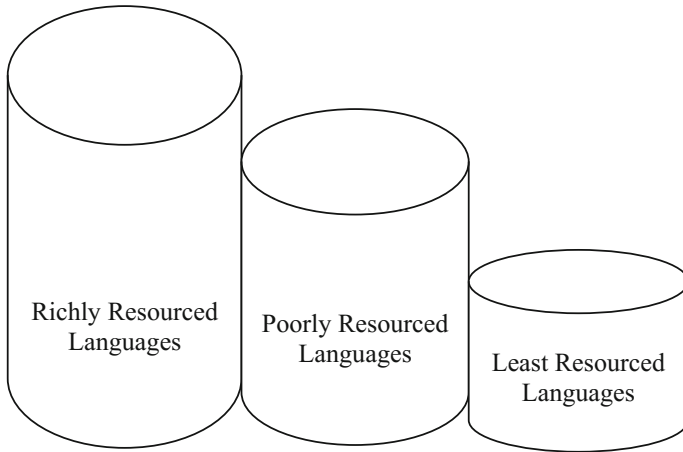 Richly Resourced
Languages
Poorly Resourced
Languages
Least Resourced
Languages